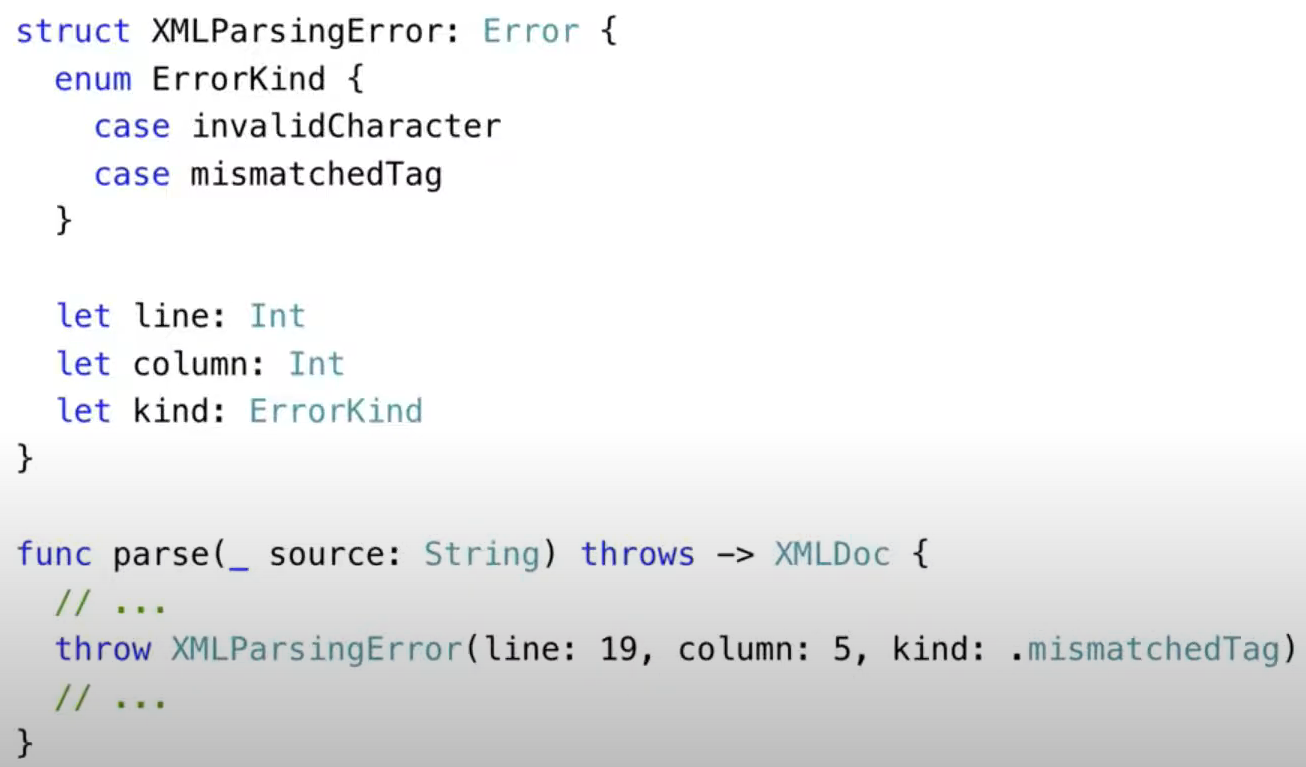 struct XMLParsingError: Error {
  enum ErrorKind {
    case invalidCharacter
    case mismatchedTag
  }

  let line: Int
  let column: Int
  let kind: ErrorKind
}

func parse(_ source: String) throws -> XMLDoc {
  // ...
  throw XMLParsingError(line: 19, column: 5, kind: .mismatchedTag)
  // ...
}